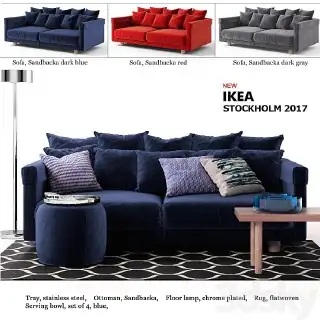 Sofa, Sandbacka dark blue
Sofa, Sandbacka red
Sofa, Sandbacka dark gray
NEW
IKEA
STOCKHOLM 2017
Tray, stainless steel, Ottoman, Sandbacka, Floor lamp, chrome plated, Rug, flatwoven
Serving bowl, set of 4, blue,